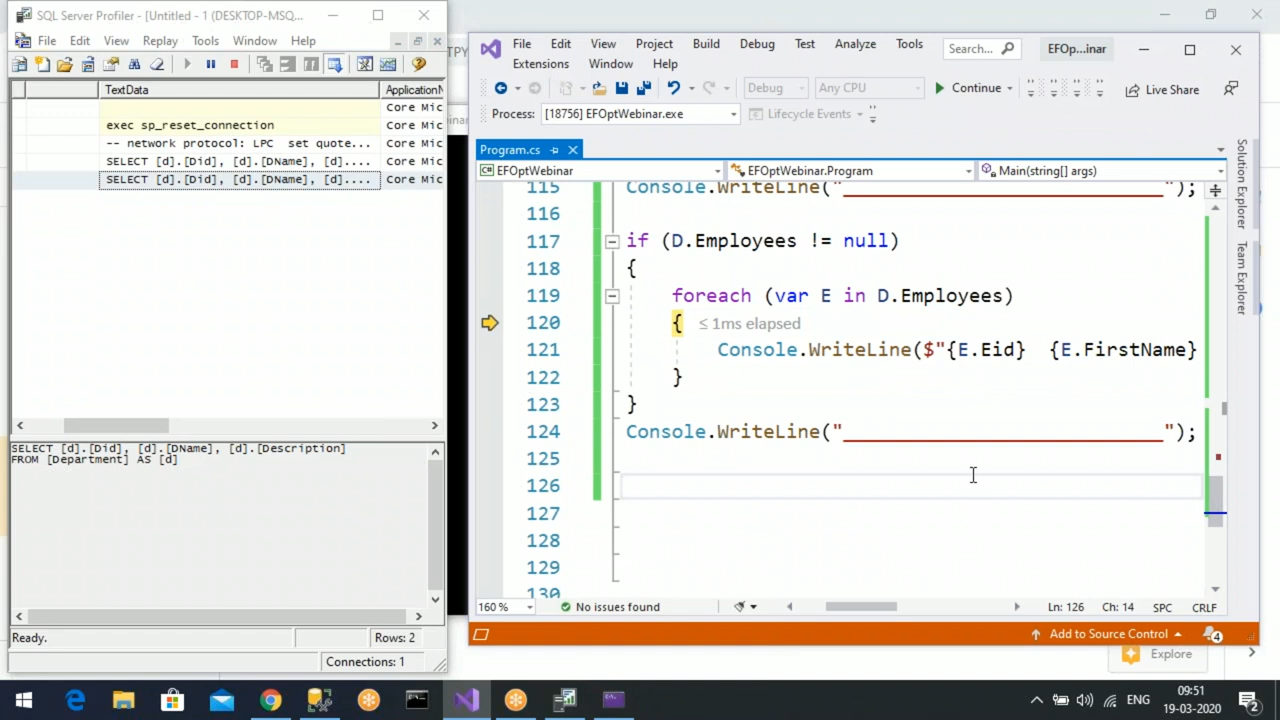 SQL Server Profiler - [Untitled - 1 (DESKTOP-MSQ...
File Edit View Replay Tools Window Help
TextData ApplicationN
Core Mic
exec sp_reset_connection Core Mic
-- network protocol: LPC set quote... Core Mic
SELECT [d].[Did], [d].[DName], [d].... Core Mic
SELECT [d].[Did], [d].[DName], [d].... Core Mic
SELECT [d].[Did], [d].[DName], [d].[Description]
FROM [Department] AS [d]
Ready. Rows: 2
Connections: 1
File Edit View Project Build Debug Test Analyze Tools Search... EFOp...inar
Extensions Window Help
Debug Any CPU Continue Live Share
Process: [18756] EFOptWebinar.exe Lifecycle Events
Program.cs
EFOptWebinar EFOptWebinar.Program Main(string[] args)
115 Console.WriteLine("____________________________");
116
117 if (D.Employees != null)
118 {
119 foreach (var E in D.Employees)
120 { ≤ 1ms elapsed
121 Console.WriteLine($"{E.Eid} {E.FirstName}
122 }
123 }
124 Console.WriteLine("____________________________");
125
126
127
128
129
130
Solution Explorer
Team Explorer
160 % No issues found Ln: 126 Ch: 14 SPC CRLF
Add to Source Control 4
Explore
ENG 09:51
19-03-2020 2